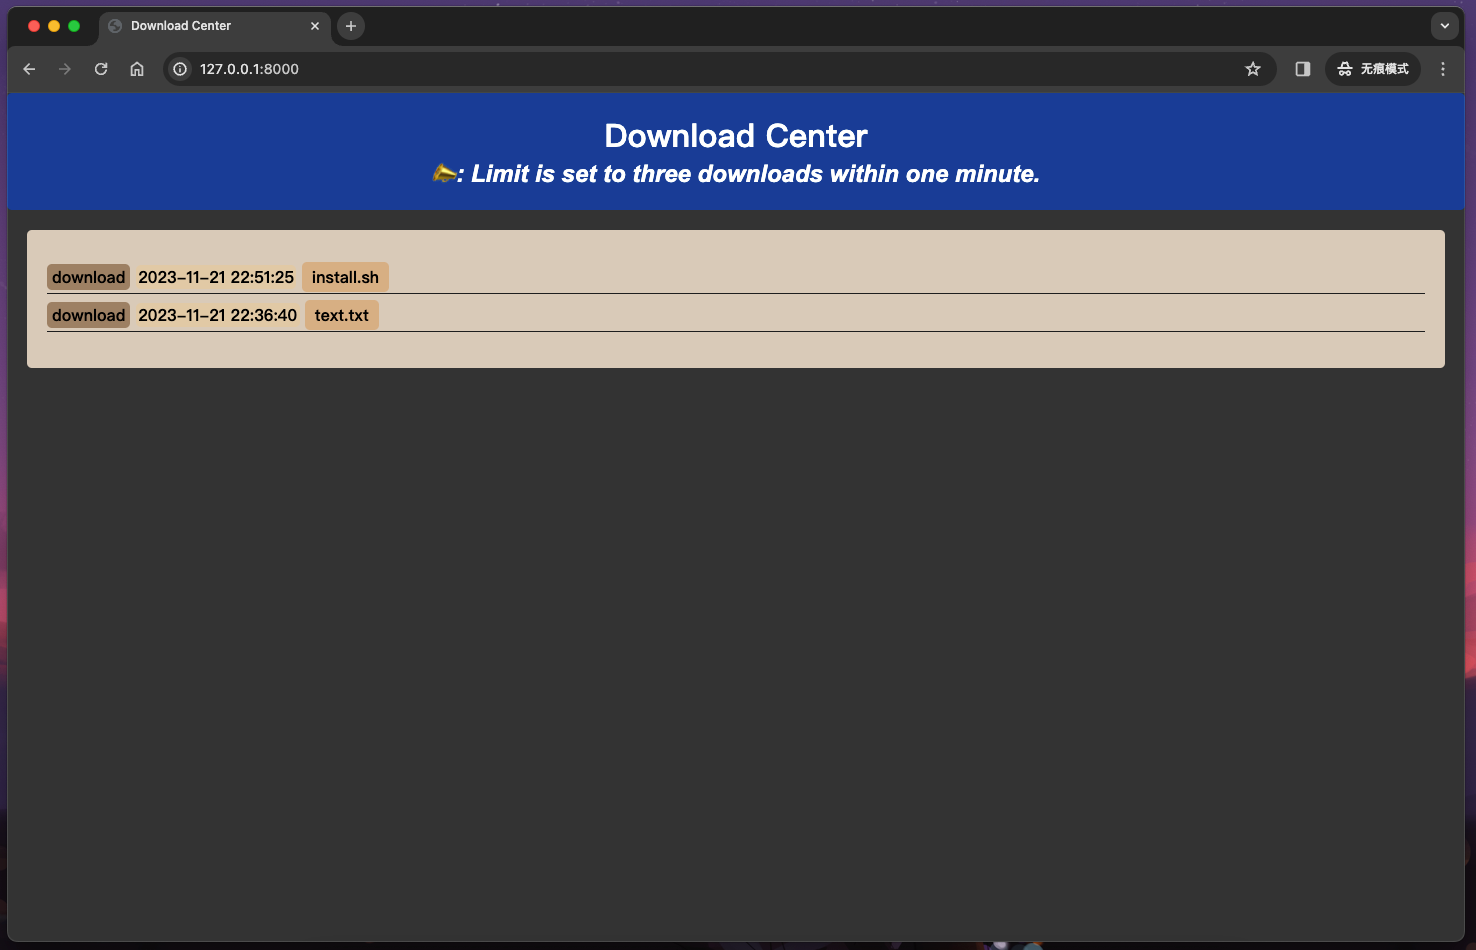 Download Center
127.0.0.1:8000
无痕模式
Download Center
📣: Limit is set to three downloads within one minute.
download 2023-11-21 22:51:25 install.sh
download 2023-11-21 22:36:40 text.txt